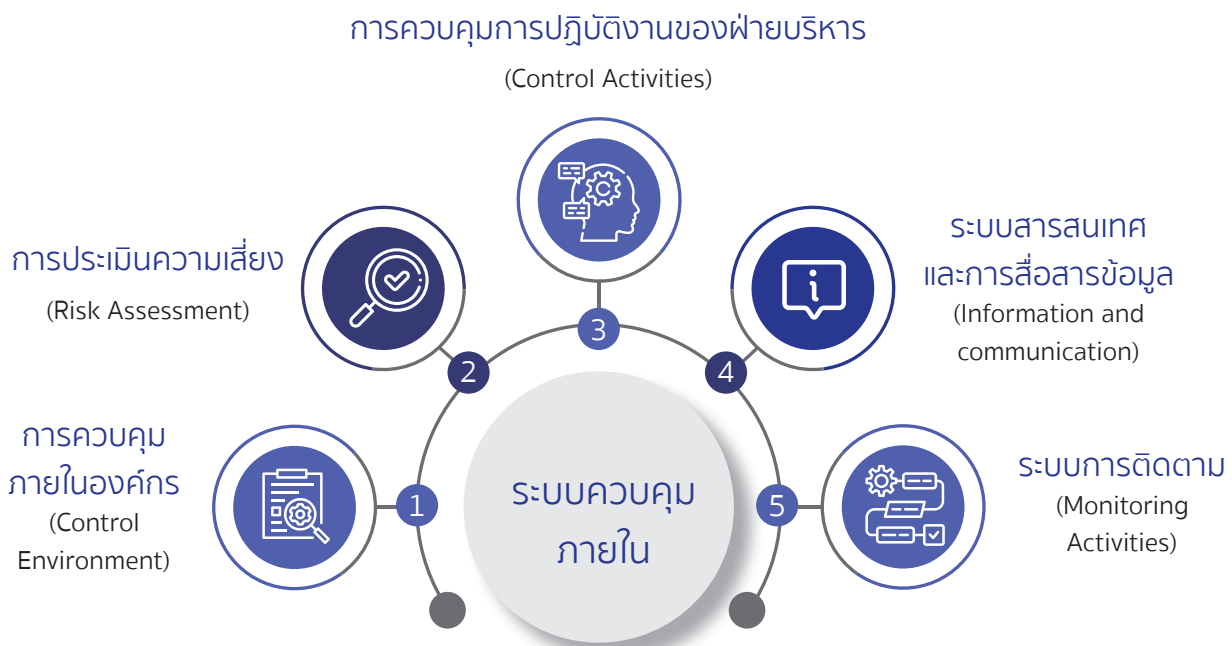 การควบคุมการปฏิบัติงานของฝ่ายบริหาร
(Control Activities)
การประเมินความเสี่ยง
(Risk Assessment)
ระบบสารสนเทศ
และการสื่อสารข้อมูล
(Information and
communication)
การควบคุม
ภายในองค์กร
(Control
Environment)
ระบบการติดตาม
(Monitoring
Activities)
1
2
3
4
5
ระบบควบคุม
ภายใน
i